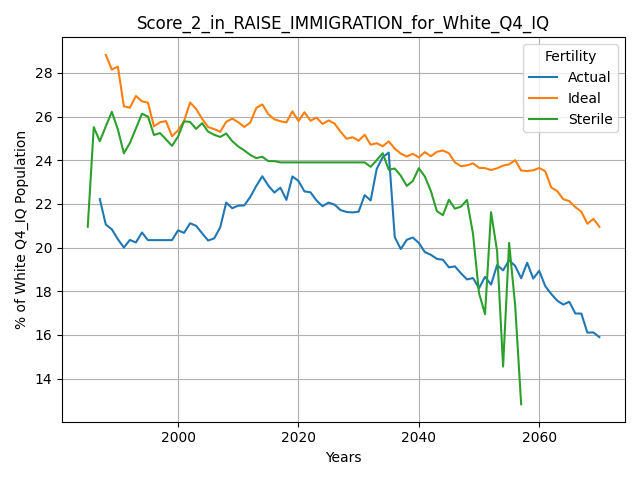 Score_2_in_RAISE_IMMIGRATION_for_White_Q4_IQ
Fertility
Actual
Ideal
Sterile
% of White Q4_IQ Population
28
26
24
22
20
18
16
14
2000
2020
2040
2060
Years